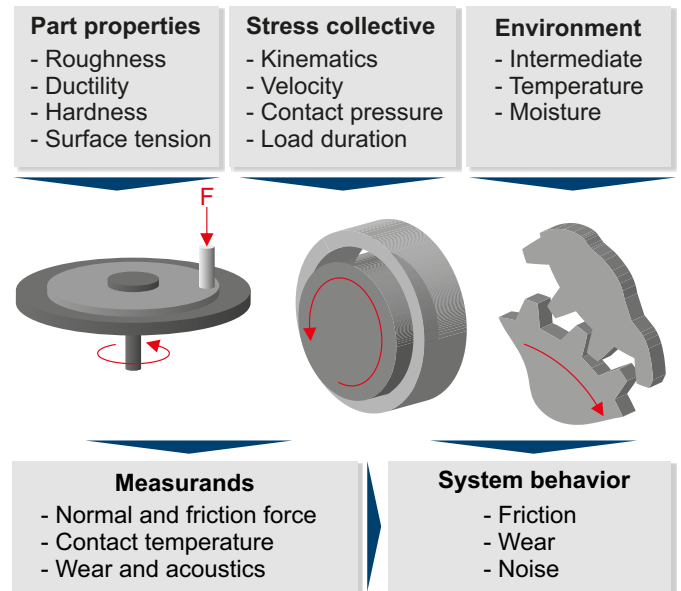 Part properties
- Roughness
- Ductility
- Hardness
- Surface tension
Stress collective
- Kinematics
- Velocity
- Contact pressure
- Load duration
Environment
- Intermediate
- Temperature
- Moisture
F
Measurands
- Normal and friction force
- Contact temperature
- Wear and acoustics
System behavior
- Friction
- Wear
- Noise